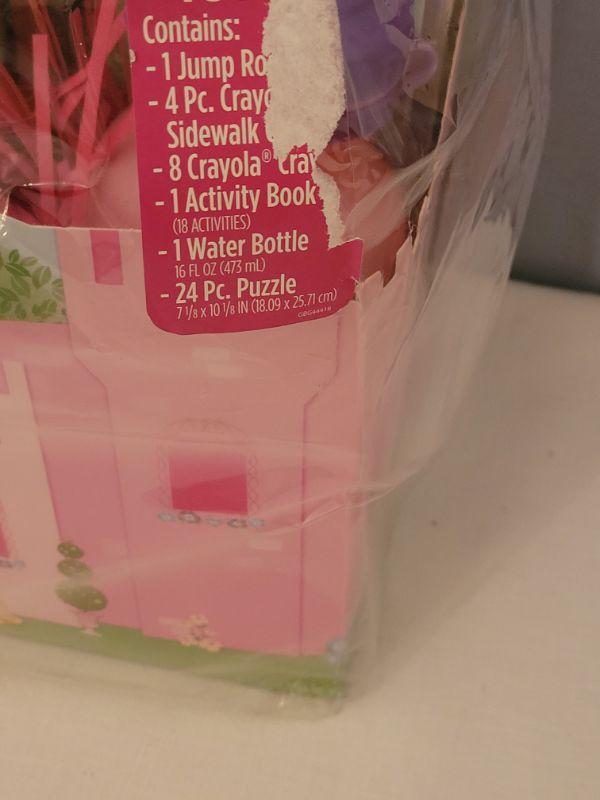 Contains:
- 1 Jump Ro
- 4 Pc. Crayo
Sidewalk
- 8 Crayola® Cray
- 1 Activity Book
(18 ACTIVITIES)
- 1 Water Bottle
16 FL OZ (473 mL)
- 24 Pc. Puzzle
7 1/8 x 10 1/8 IN (18.09 x 25.71 cm)